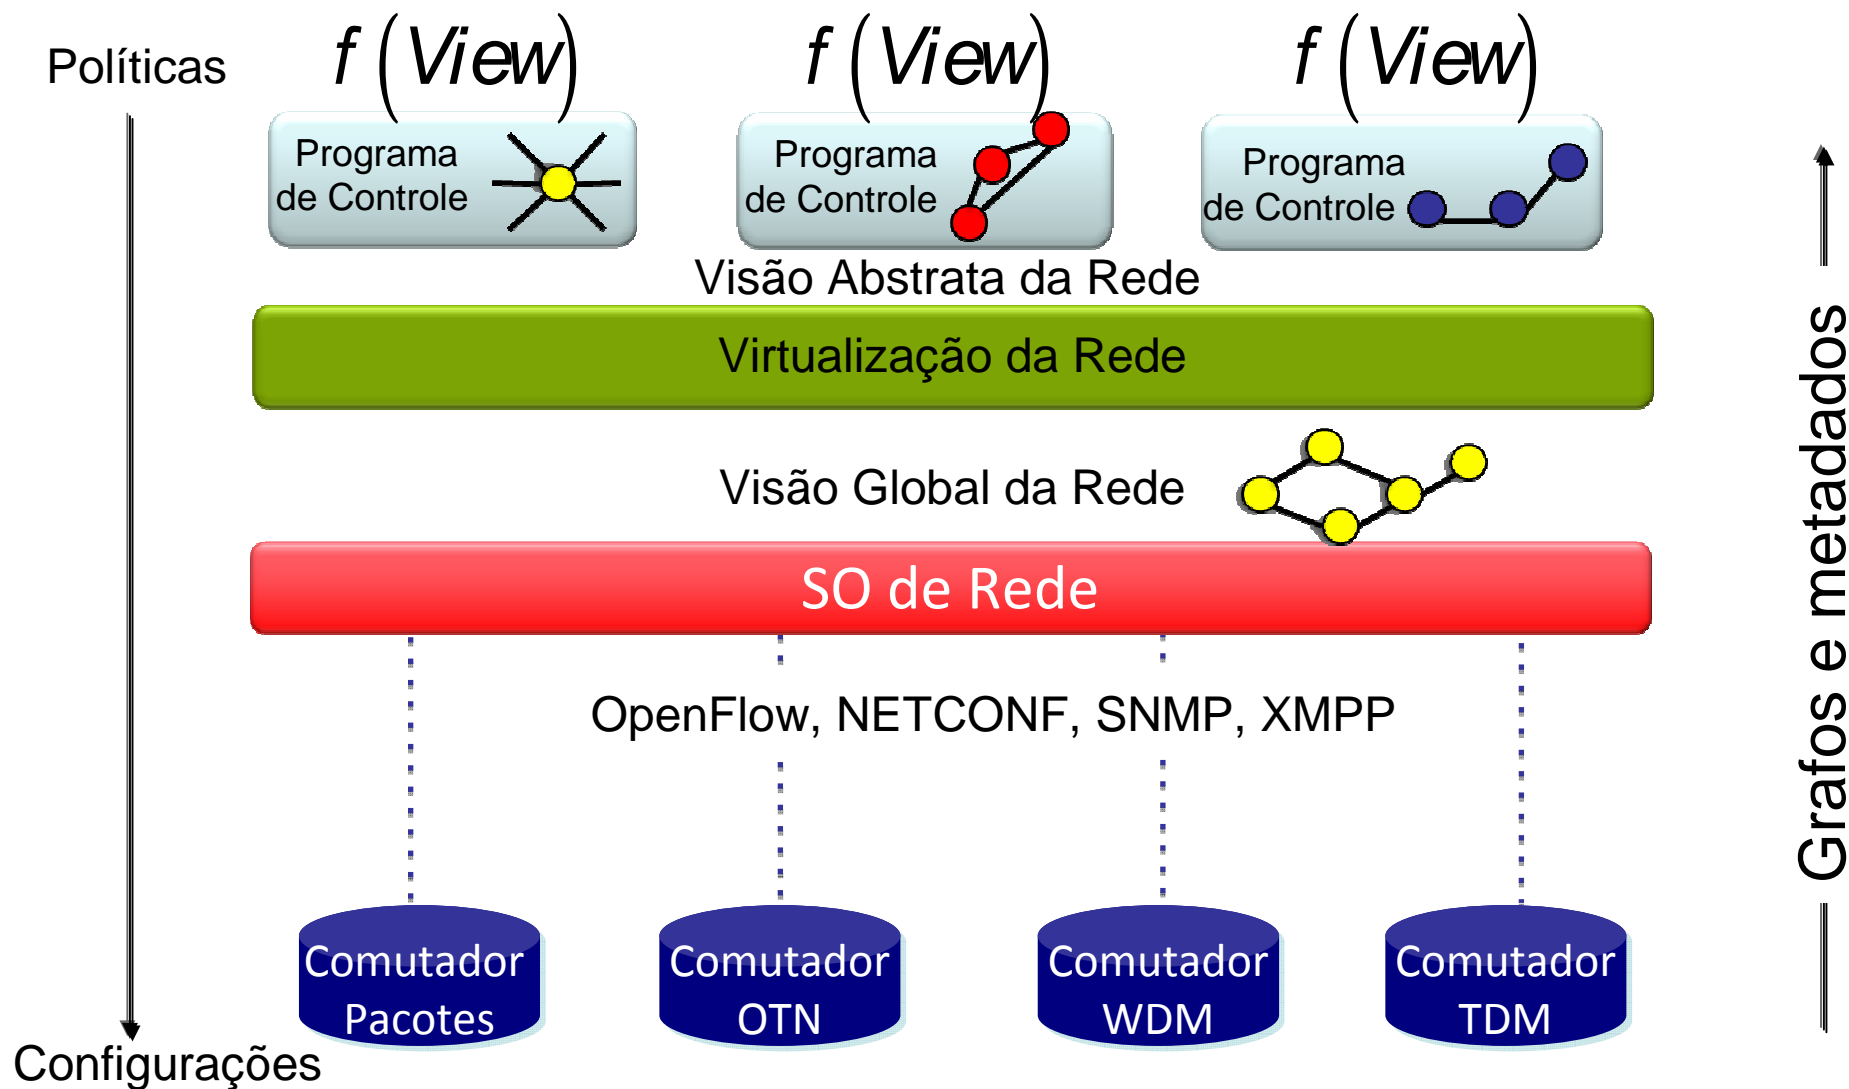 Políticas
f (View)
f (View)
f (View)
Programa
de Controle
Programa
de Controle
Programa
de Controle
Visão Abstrata da Rede
Virtualização da Rede
Visão Global da Rede
SO de Rede
OpenFlow, NETCONF, SNMP, XMPP
Comutador
Pacotes
Comutador
OTN
Comutador
WDM
Comutador
TDM
Configurações
Grafos e metadados